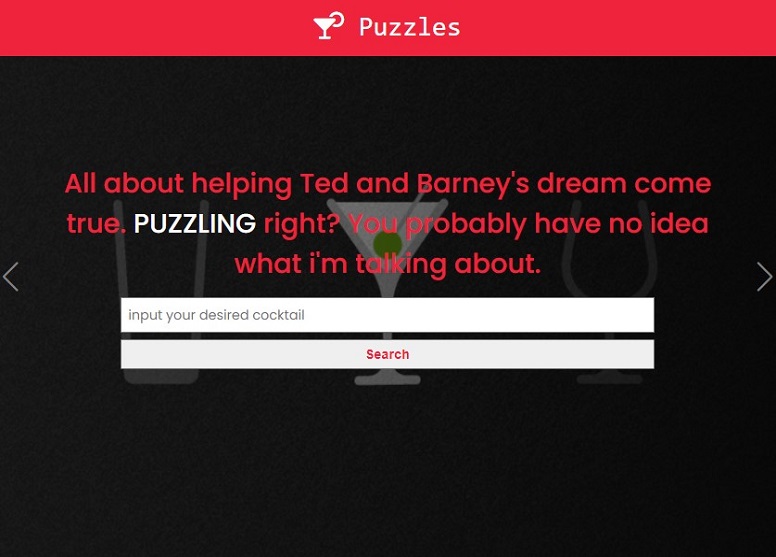 Puzzles
All about helping Ted and Barney's dream come
true. PUZZLING right? You probably have no idea
what i'm talking about.
input your desired cocktail
Search